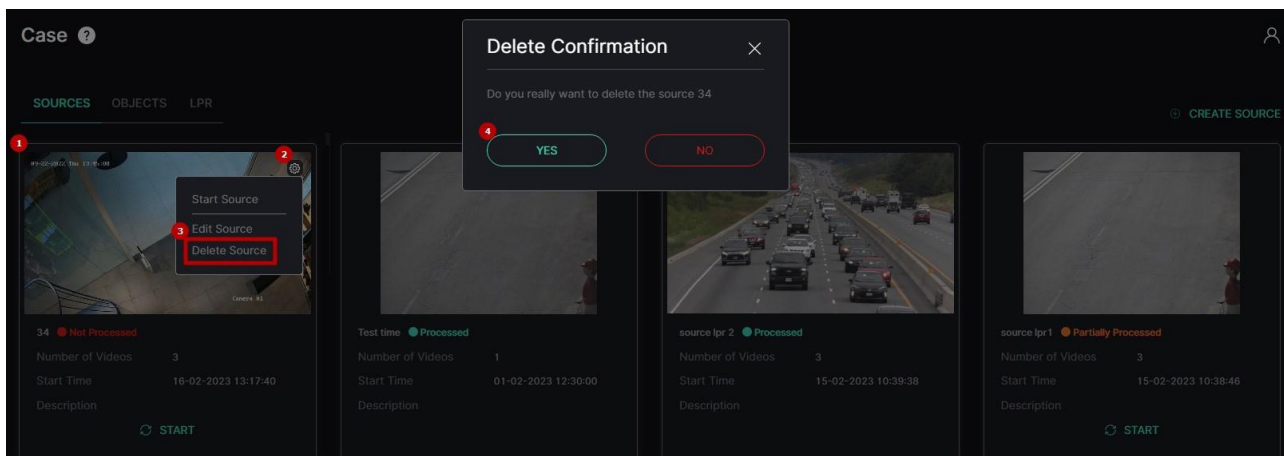 Case ?
Delete Confirmation
Do you really want to delete the source 34
4
YES NO
SOURCES OBJECTS LPR
CREATE SOURCE
1
2
Start Source
3
Edit Source
Delete Source
Camera 01
34 Not Processed
Number of Videos 3
Start Time 16-02-2023 13:17:40
Description
START
Test time Processed
Number of Videos 1
Start Time 01-02-2023 12:30:00
Description
source lpr 2 Processed
Number of Videos 3
Start Time 15-02-2023 10:39:38
Description
source lpr1 Partially Processed
Number of Videos 3
Start Time 15-02-2023 10:38:46
Description
START